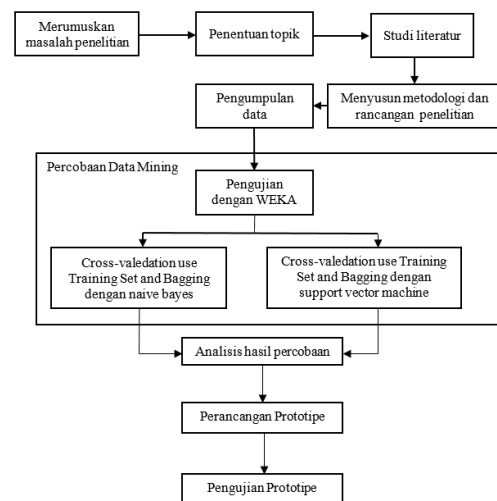 Merumuskan
masalah penelitian
Penentuan topik
Studi literatur
Menyusun metodologi dan
rancangan penelitian
Pengumpulan
data
Percobaan Data Mining
Pengujian
dengan WEKA
Cross-valedation use
Training Set and Bagging
dengan naive bayes
Cross-valedation use Training
Set and Bagging dengan
support vector machine
Analisis hasil percobaan
Perancangan Prototipe
Pengujian Prototipe